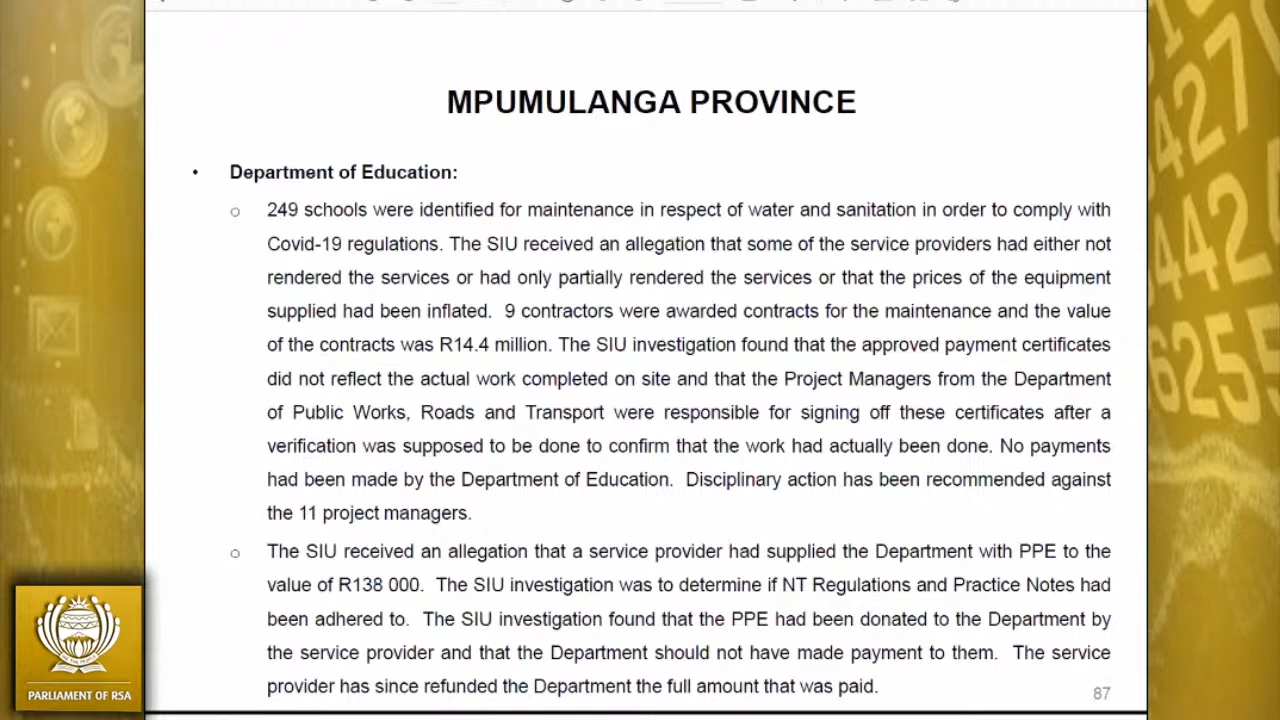 MPUMULANGA PROVINCE
• Department of Education:
o 249 schools were identified for maintenance in respect of water and sanitation in order to comply with
Covid-19 regulations. The SIU received an allegation that some of the service providers had either not
rendered the services or had only partially rendered the services or that the prices of the equipment
supplied had been inflated. 9 contractors were awarded contracts for the maintenance and the value
of the contracts was R14.4 million. The SIU investigation found that the approved payment certificates
did not reflect the actual work completed on site and that the Project Managers from the Department
of Public Works, Roads and Transport were responsible for signing off these certificates after a
verification was supposed to be done to confirm that the work had actually been done. No payments
had been made by the Department of Education. Disciplinary action has been recommended against
the 11 project managers.
o The SIU received an allegation that a service provider had supplied the Department with PPE to the
value of R138 000. The SIU investigation was to determine if NT Regulations and Practice Notes had
been adhered to. The SIU investigation found that the PPE had been donated to the Department by
the service provider and that the Department should not have made payment to them. The service
provider has since refunded the Department the full amount that was paid.
87
PARLIAMENT OF RSA
427
442
6255